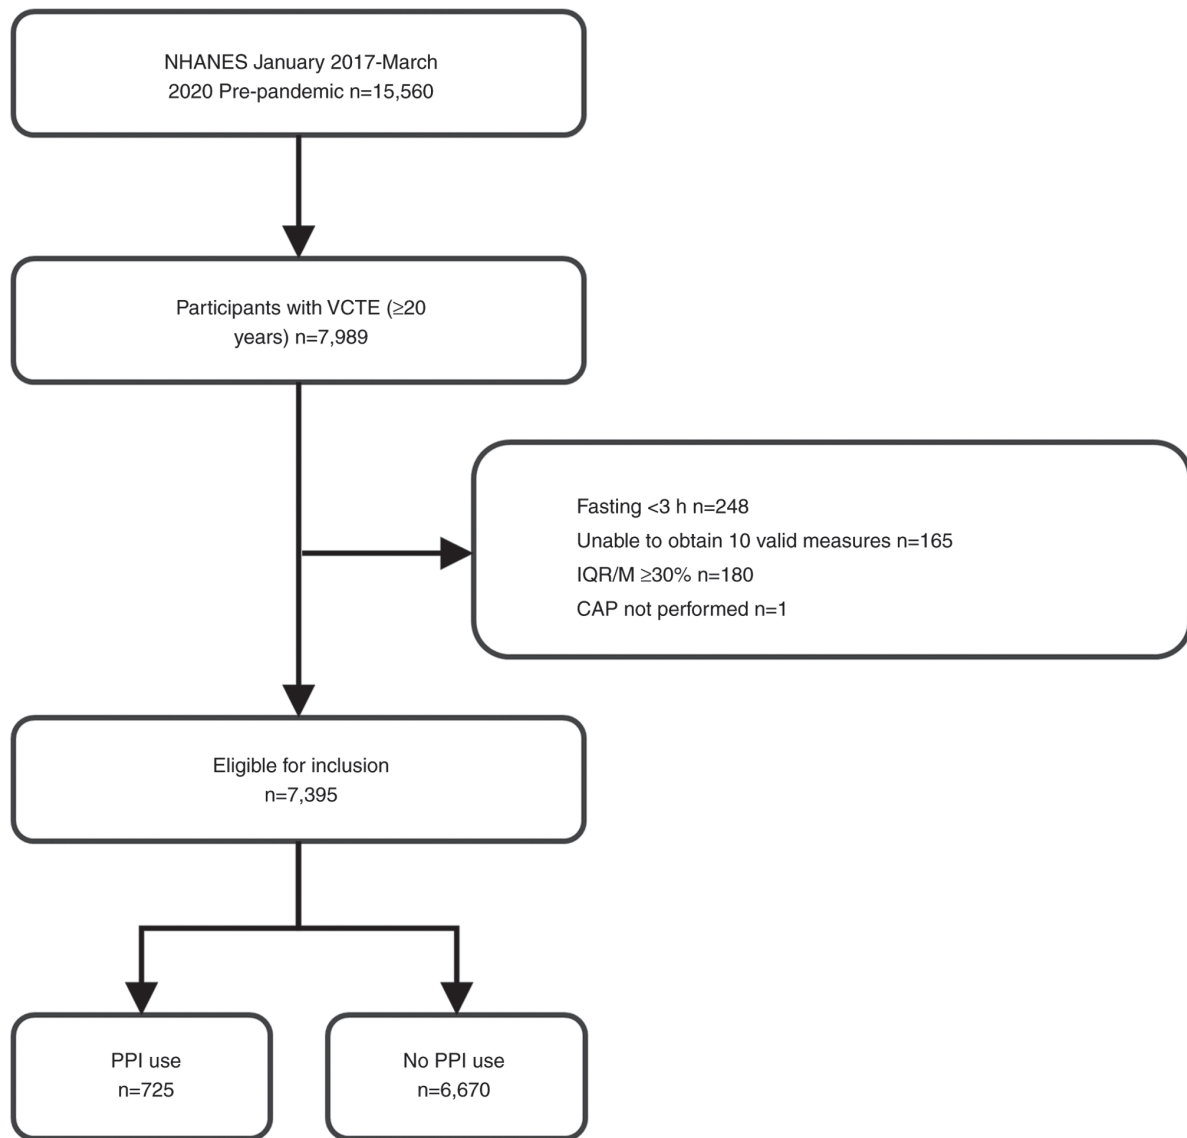 NHANES January 2017-March
2020 Pre-pandemic n=15,560
Participants with VCTE (≥20
years) n=7,989
Fasting <3 h n=248
Unable to obtain 10 valid measures n=165
IQR/M ≥30% n=180
CAP not performed n=1
Eligible for inclusion
n=7,395
PPI use
n=725
No PPI use
n=6,670